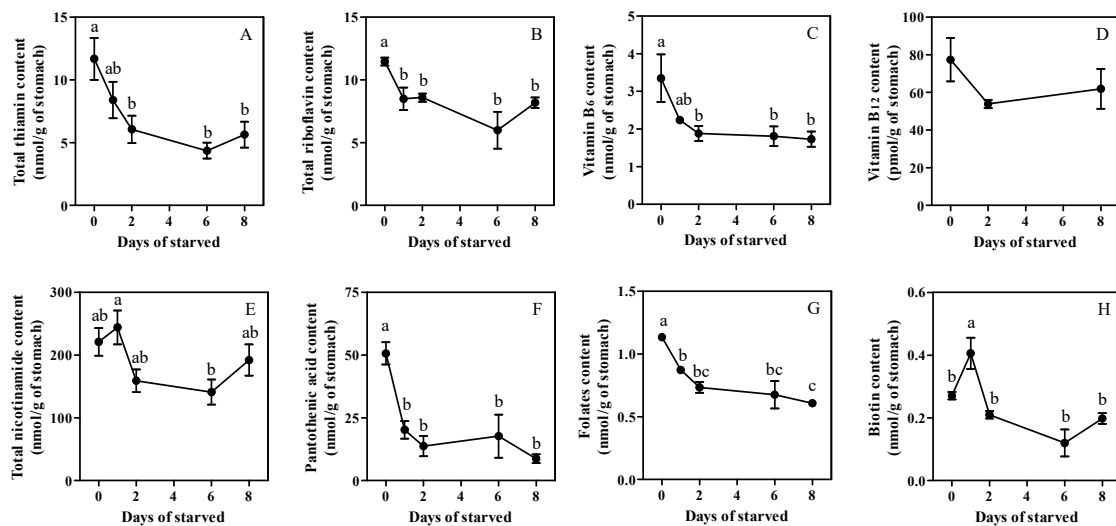 A
Total thiamin content
(nmol/g of stomach)
15
10
5
0
a
ab
b
b
b
0 2 4 6 8
Days of starved
B
Total riboflavin content
(nmol/g of stomach)
15
10
5
0
a
b
b
b
b
0 2 4 6 8
Days of starved
C
Vitamin B6 content
(nmol/g of stomach)
5
4
3
2
1
0
a
ab
b
b
b
0 2 4 6 8
Days of starved
D
Vitamin B12 content
(pmol/g of stomach)
100
80
60
40
20
0
0 2 4 6 8
Days of starved
E
Total nicotinamide content
(nmol/g of stomach)
300
200
100
0
ab
a
ab
b
ab
0 2 4 6 8
Days of starved
F
Pantothenic acid content
(nmol/g of stomach)
75
50
25
0
a
b
b
b
b
0 2 4 6 8
Days of starved
G
Folates content
(nmol/g of stomach)
1.5
1.0
0.5
0.0
a
b
bc
bc
c
0 2 4 6 8
Days of starved
H
Biotin content
(nmol/g of stomach)
0.6
0.4
0.2
0.0
b
a
b
b
b
0 2 4 6 8
Days of starved